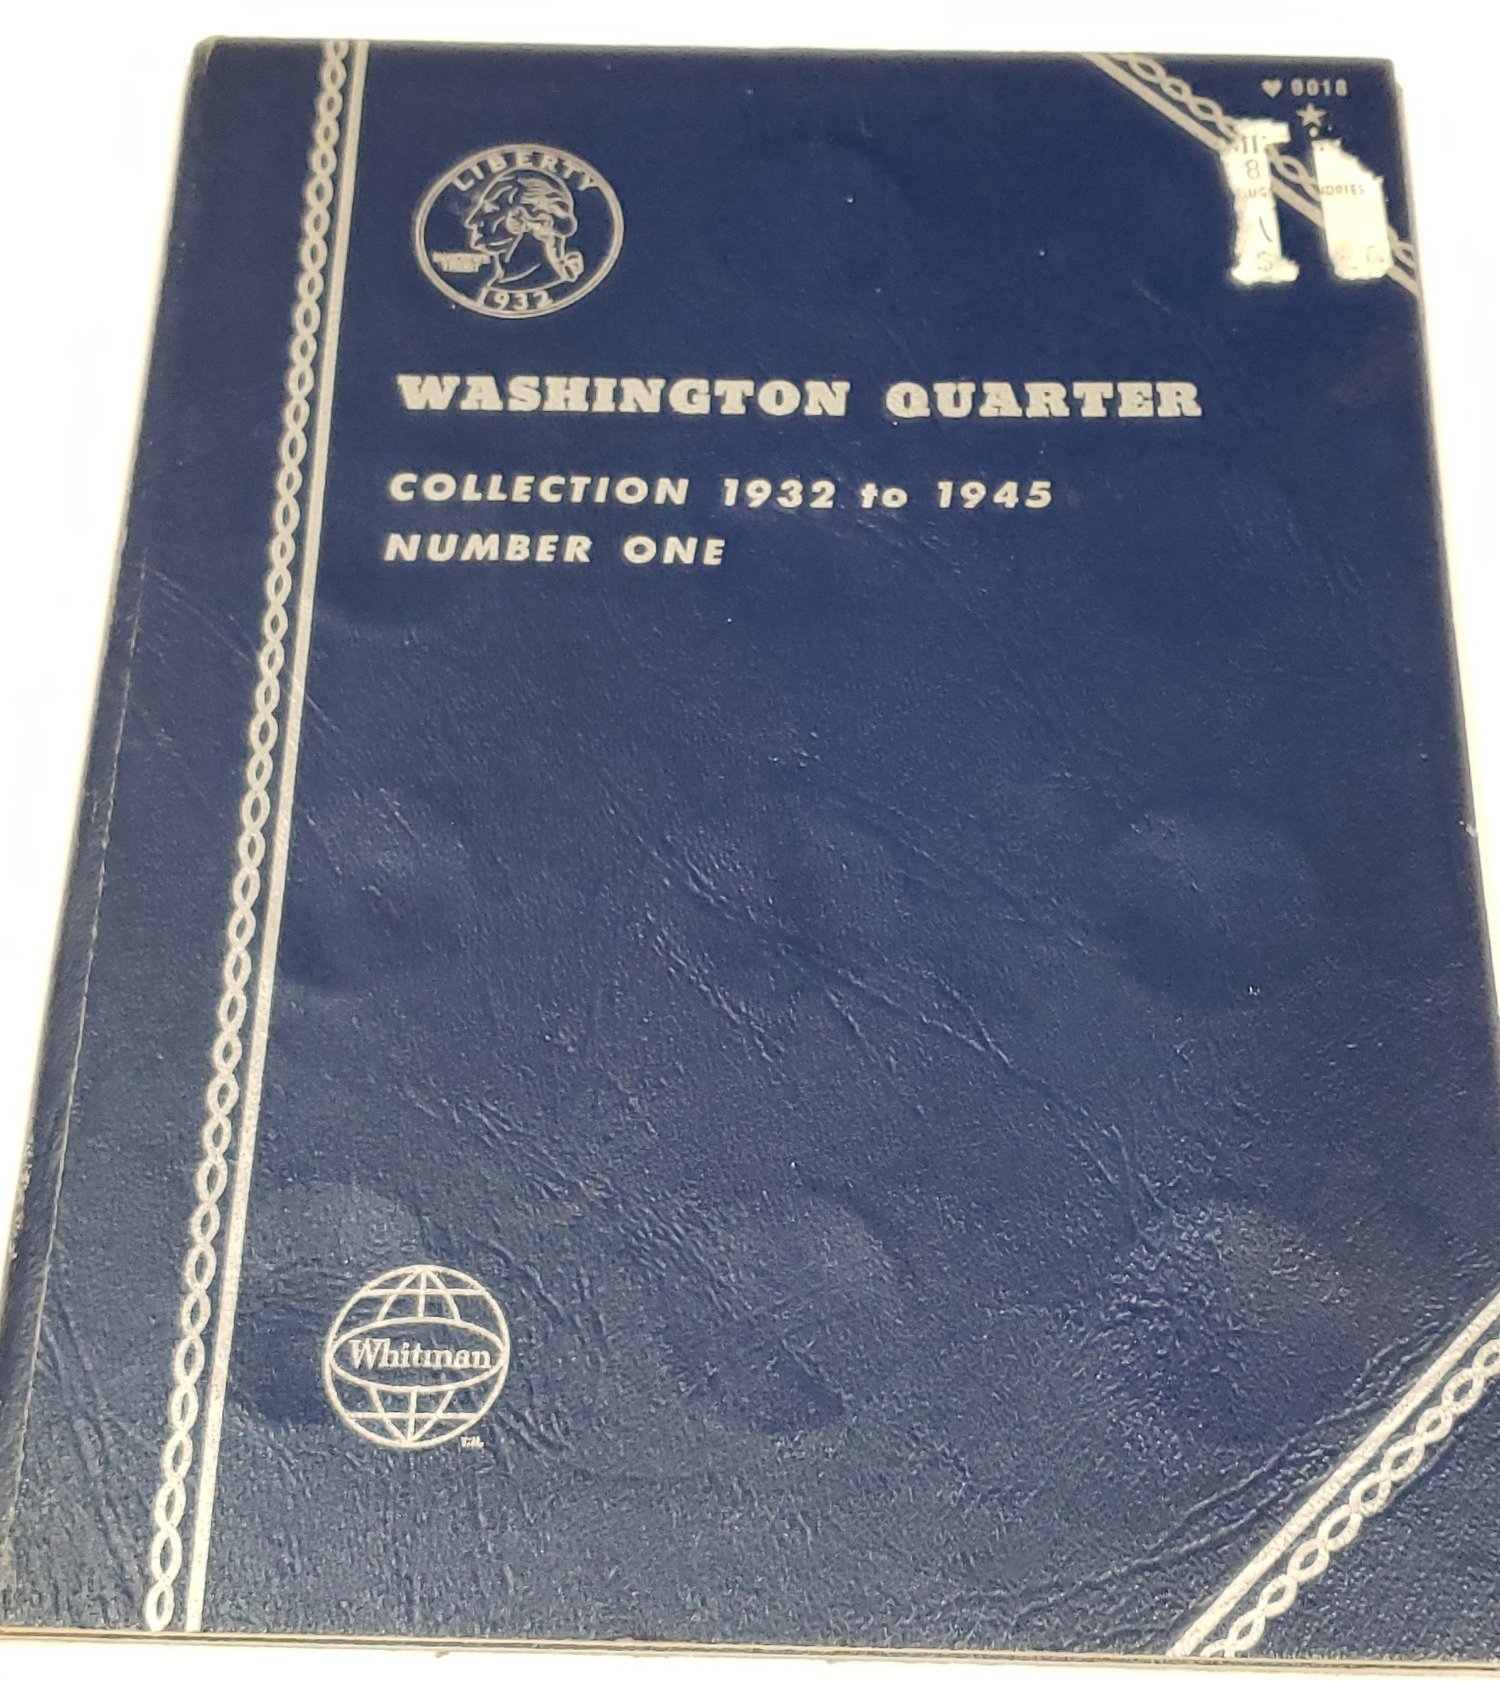 ♥ 9018
LIBERTY
1932
WASHINGTON QUARTER
COLLECTION 1932 to 1945
NUMBER ONE
Whitman
T.M.